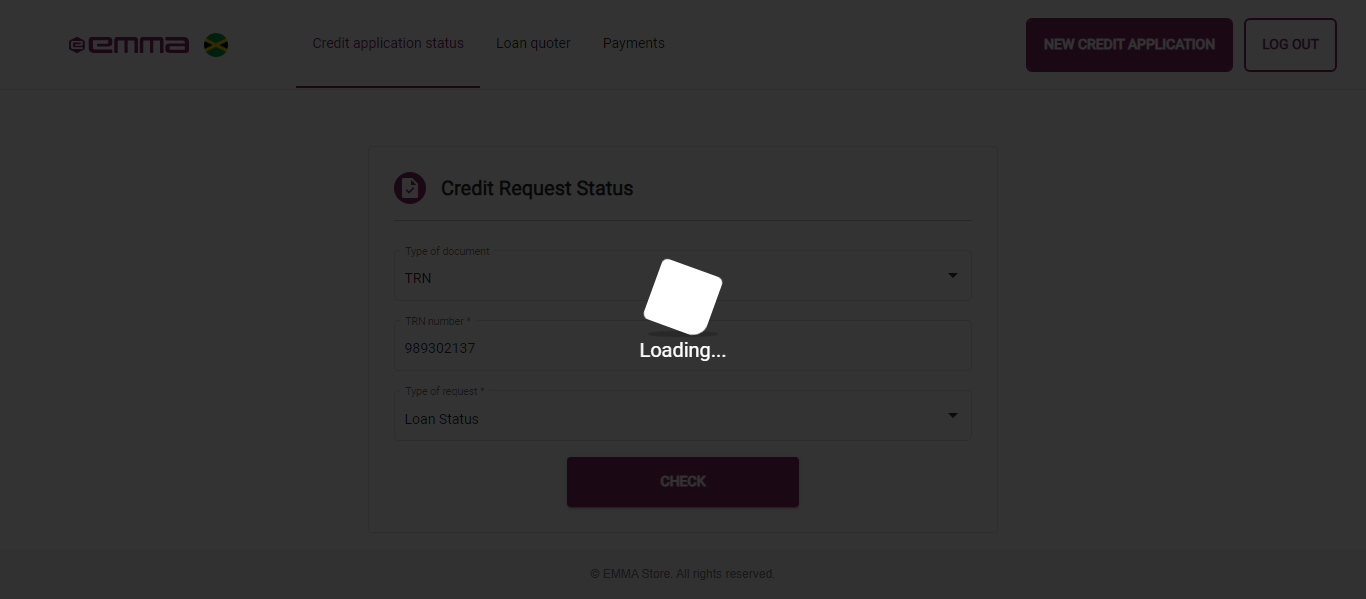 emma
Credit application status
Loan quoter
Payments
NEW CREDIT APPLICATION
LOG OUT
Credit Request Status
Type of document
TRN
TRN number *
989302137
Loading...
Type of request *
Loan Status
CHECK
© EMMA Store. All rights reserved.